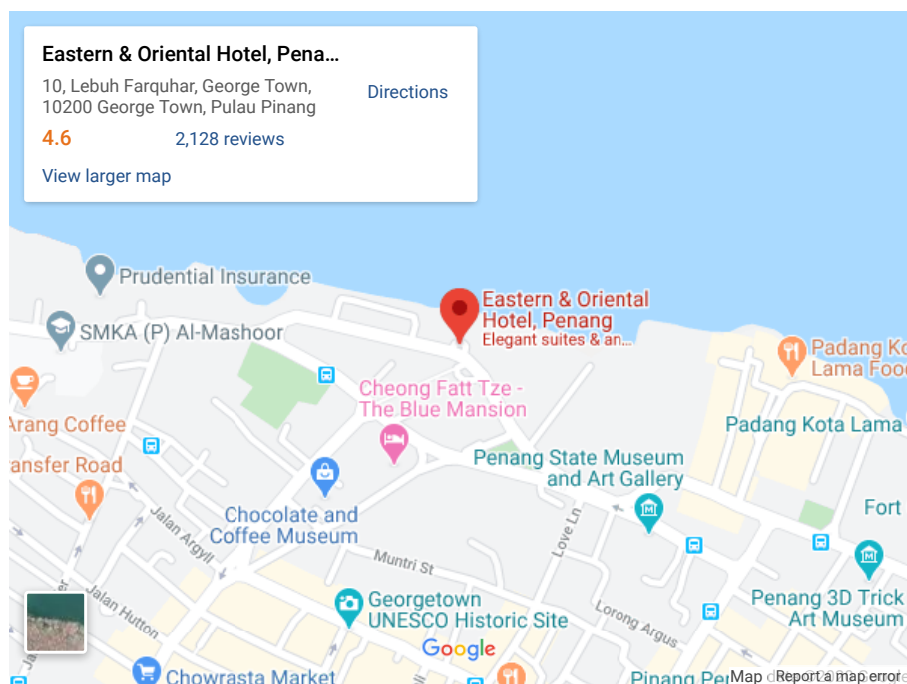 Eastern & Oriental Hotel, Pena...
10, Lebuh Farquhar, George Town,
10200 George Town, Pulau Pinang
Directions
4.6
2,128 reviews
View larger map
Prudential Insurance
Eastern & Oriental
Hotel, Penang
Elegant suites & an...
SMKA (P) Al-Mashoor
Padang Ko
Lama Food
Cheong Fatt Tze -
The Blue Mansion
Arang Coffee
Padang Kota Lama
ansfer Road
Penang State Museum
and Art Gallery
Fort
Chocolate and
Coffee Museum
Jalan Argyll
Love Ln
Muntri St
Jalan Hutton
Georgetown
UNESCO Historic Site
Lorong Argus
Penang 3D Trick
Art Museum
Google
Chowrasta Market
Pinang Per
Map
Report a map error